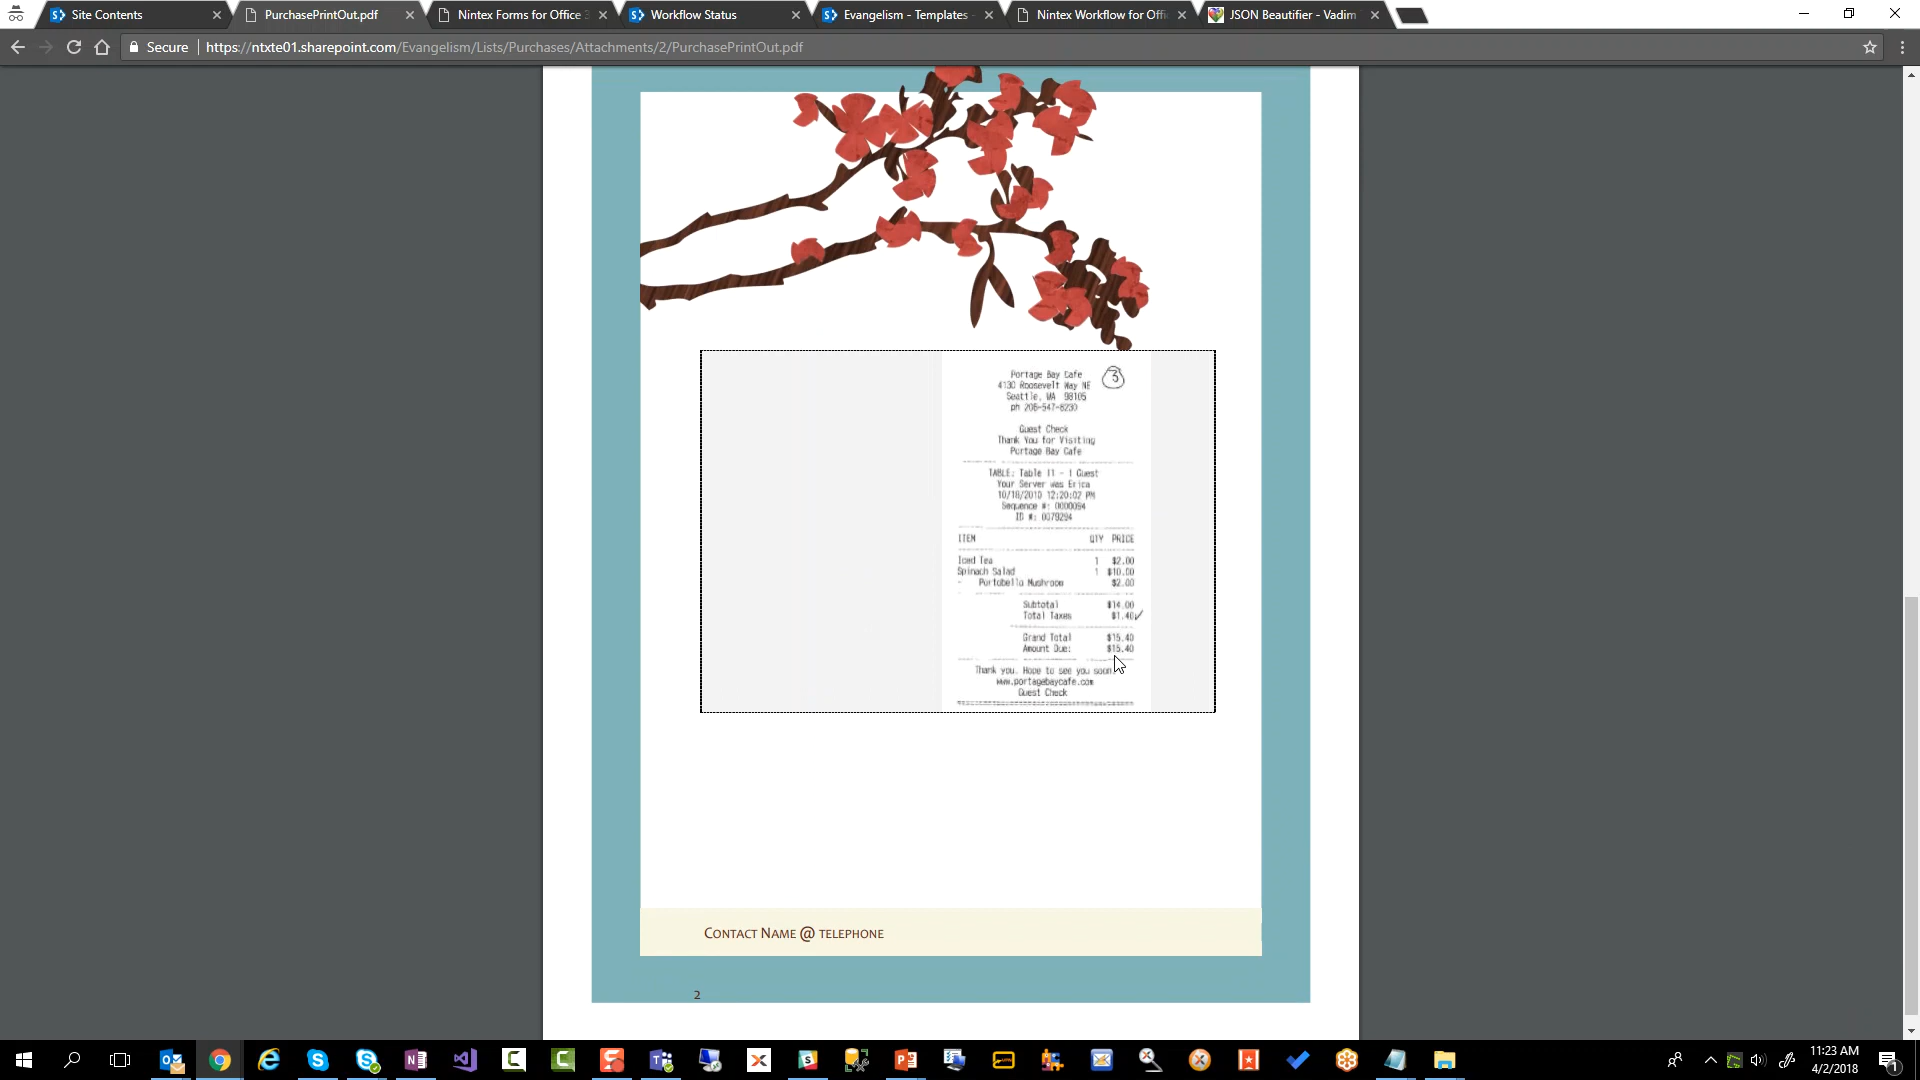 Site Contents
PurchasePrintOut.pdf
Nintex Forms for Office 3
Workflow Status
Evangelism - Templates -
Nintex Workflow for Offi
JSON Beautifier - Vadim
Secure
https://ntxte01.sharepoint.com/Evangelism/Lists/Purchases/Attachments/2/PurchasePrintOut.pdf
Portage Bay Cafe
3
4130 Roosevelt Way NE
Seattle, WA 98105
ph 206-547-8230
Guest Check
Thank You for Visiting
Portage Bay Cafe
TABLE: Table 11 - 1 Guest
Your Server was Erica
10/18/2010 12:20:02 PM
Sequence #: 0000094
ID #: 0079294
ITEM QTY PRICE
Iced Tea 1 $2.00
Spinach Salad 1 $10.00
- Portobello Mushroom $2.00
Subtotal $14.00
Total Taxes $1.40✓
Grand Total $15.40
Amount Due: $15.40
Thank you. Hope to see you soon
www.portagebaycafe.com
Guest Check
CONTACT NAME @ TELEPHONE
2
11:23 AM
4/2/2018
1